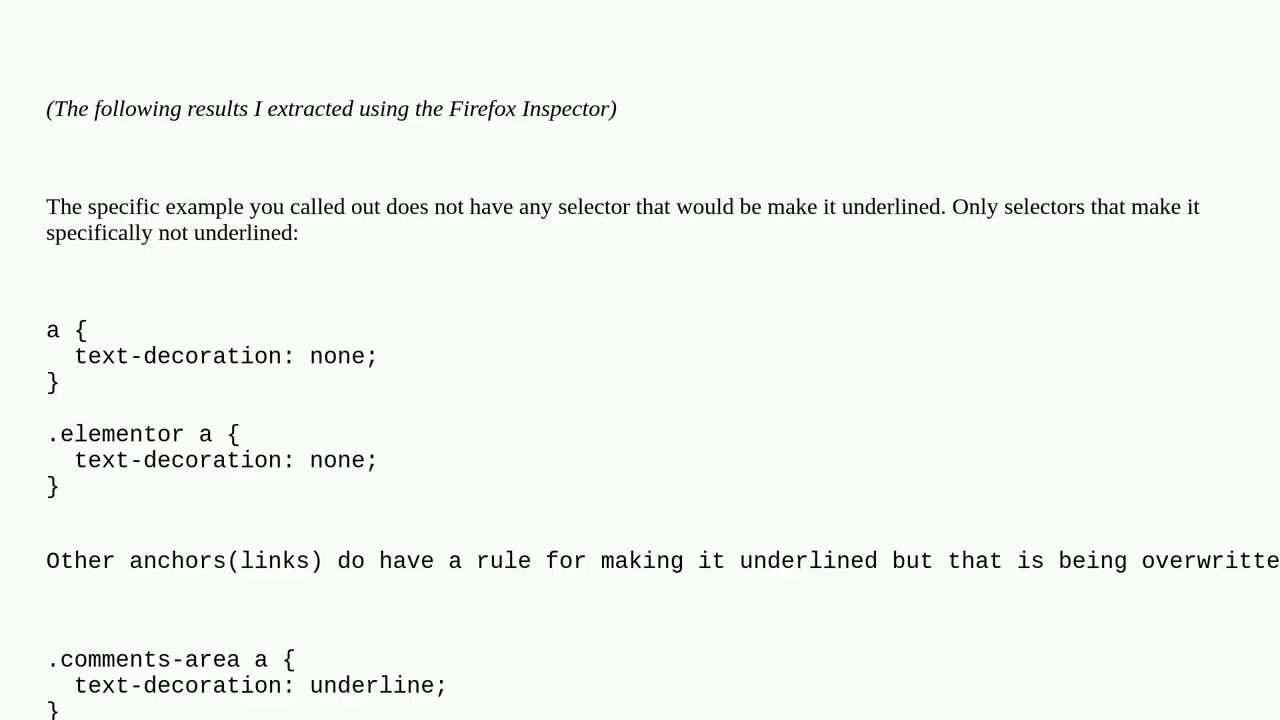 (The following results I extracted using the Firefox Inspector)
The specific example you called out does not have any selector that would be make it underlined. Only selectors that make it
specifically not underlined:
a {
  text-decoration: none;
}
.elementor a {
  text-decoration: none;
}
Other anchors(links) do have a rule for making it underlined but that is being overwritte
.comments-area a {
  text-decoration: underline;
}